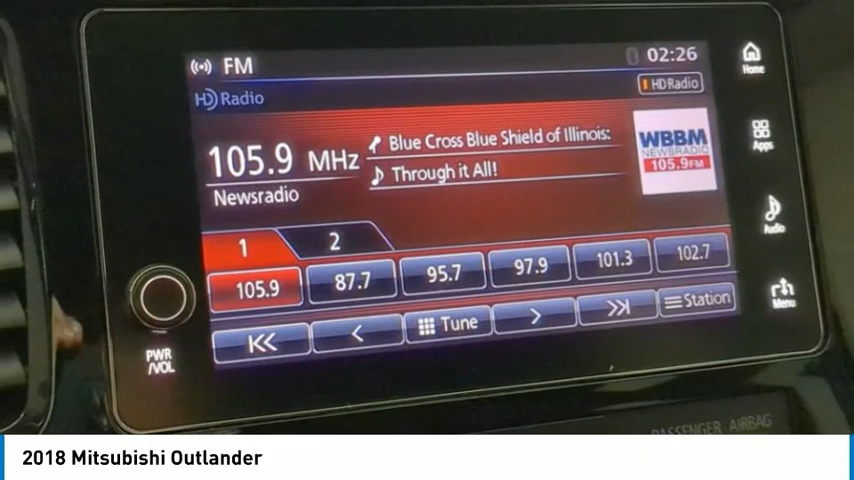 FM
02:26
HD Radio
HD Radio
105.9 MHz
Blue Cross Blue Shield of Illinois:
Through it All!
Newsradio
WBBM
NEWSRADIO
105.9FM
1
2
105.9
87.7
95.7
97.9
101.3
102.7
Tune
Station
PWR
/VOL
Home
Apps
Audio
Menu
PASSENGER AIRBAG
2018 Mitsubishi Outlander